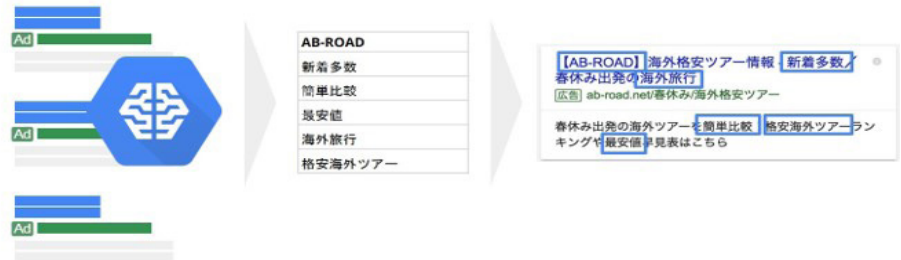 Ad
Ad
Ad
AB-ROAD
新着多数
簡単比較
最安値
海外旅行
格安海外ツアー
【AB-ROAD】海外格安ツアー情報 - 新着多数／
春休み出発の海外旅行
広告 ab-road.net/春休み/海外格安ツアー
春休み出発の海外ツアーを簡単比較 格安海外ツアーラン
キングや最安値早見表はこちら